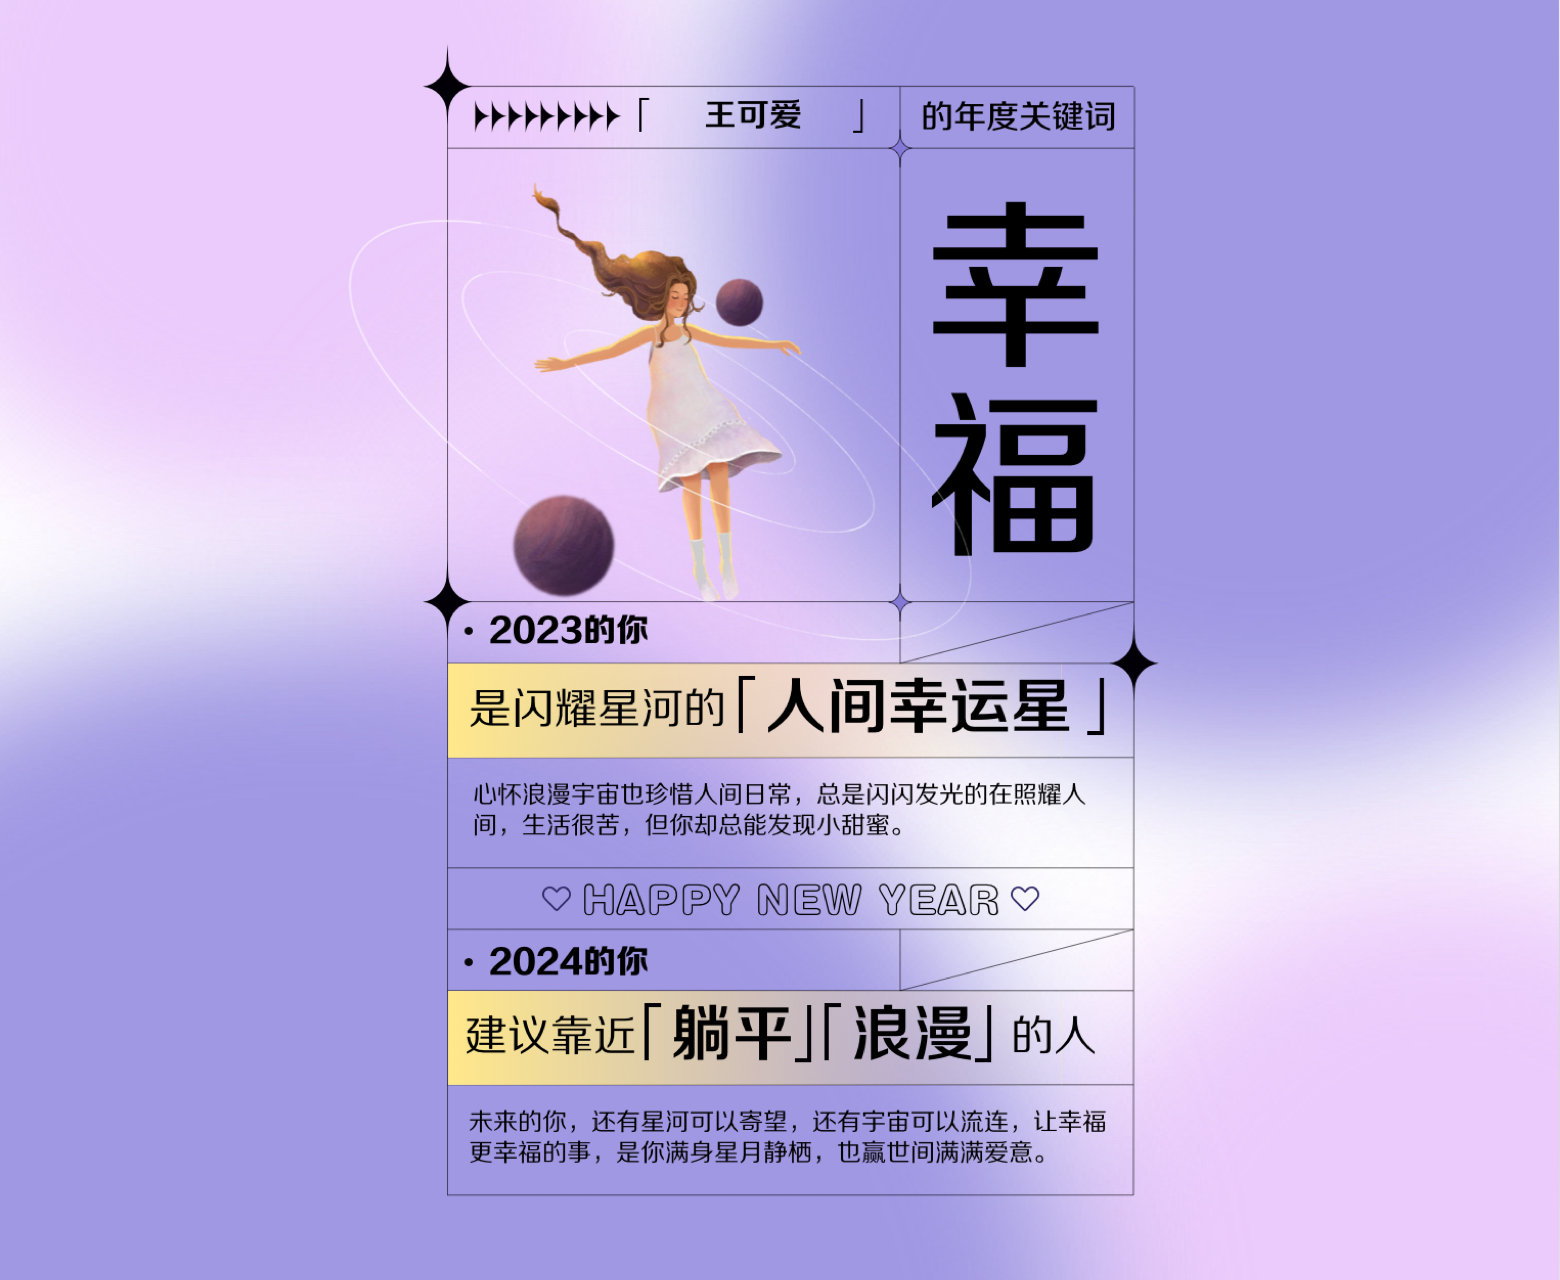 「 王可爱 」 的年度关键词
幸福
· 2023的你
是闪耀星河的「人间幸运星」
心怀浪漫宇宙也珍惜人间日常，总是闪闪发光的在照耀人
间，生活很苦，但你却总能发现小甜蜜。
HAPPY NEW YEAR
· 2024的你
建议靠近「躺平」「浪漫」的人
未来的你，还有星河可以寄望，还有宇宙可以流连，让幸福
更幸福的事，是你满身星月静栖，也赢世间满满爱意。